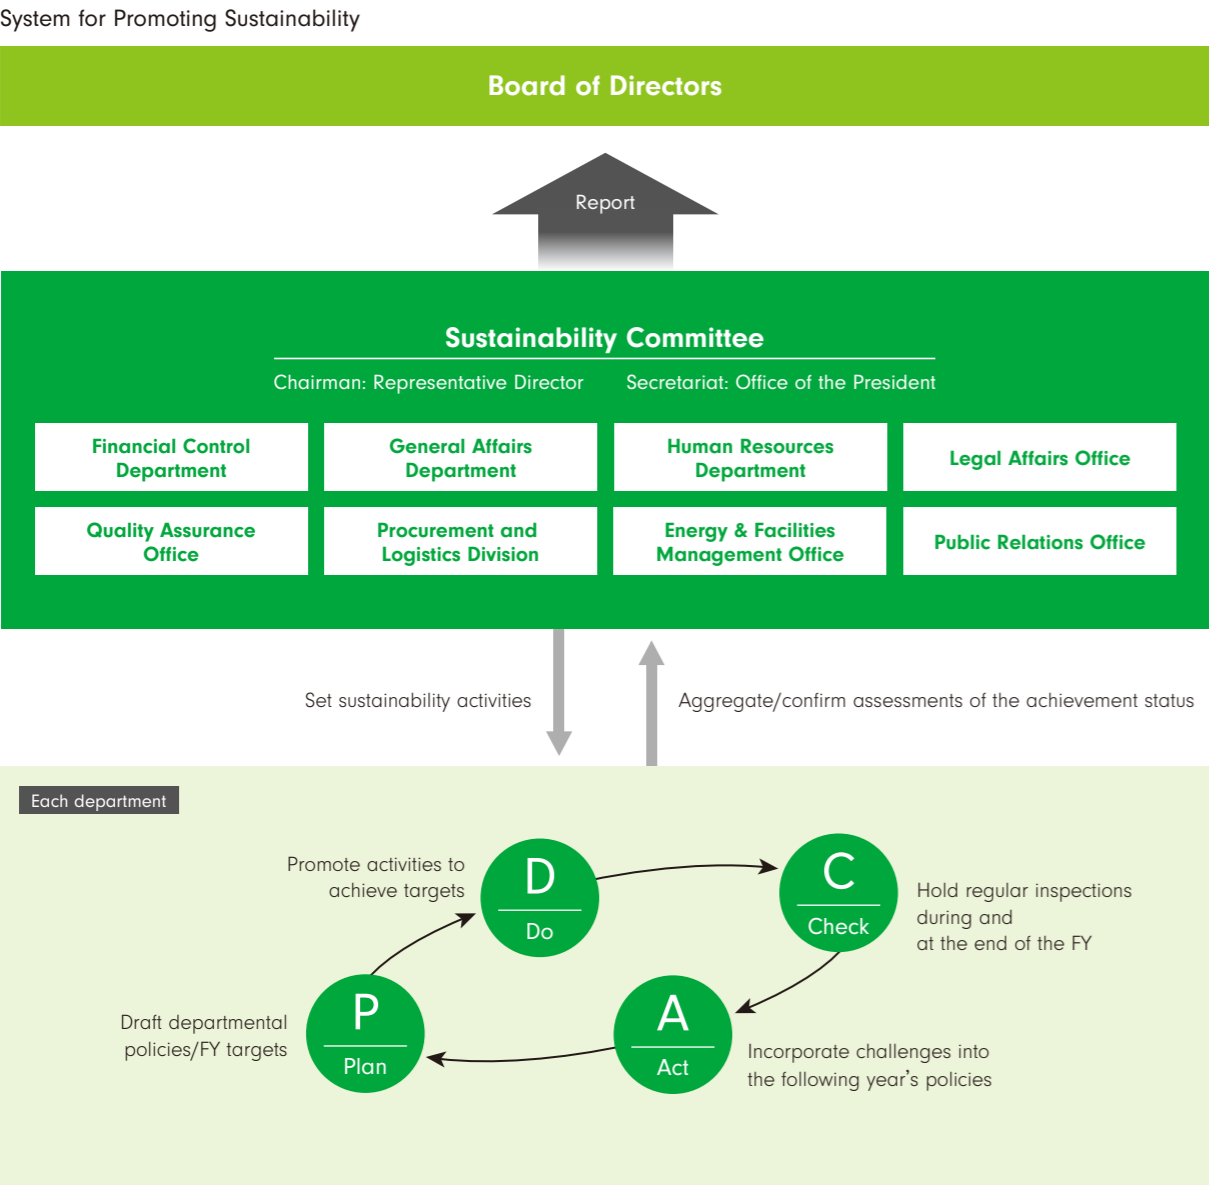 System for Promoting Sustainability
Board of Directors
Report
Sustainability Committee
Chairman: Representative Director
Secretariat: Office of the President
Financial Control
Department
General Affairs
Department
Human Resources
Department
Legal Affairs Office
Quality Assurance
Office
Procurement and
Logistics Division
Energy & Facilities
Management Office
Public Relations Office
Set sustainability activities
Aggregate/confirm assessments of the achievement status
Each department
Promote activities to
achieve targets
D
Do
C
Check
Hold regular inspections
during and
at the end of the FY
Draft departmental
policies/FY targets
P
Plan
A
Act
Incorporate challenges into
the following year’s policies